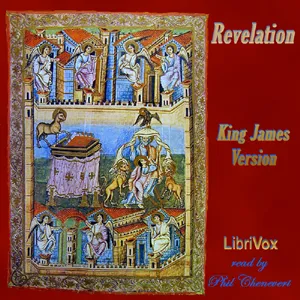 Revelation
King James
Version
LibriVox
read by
Phil Chenevert